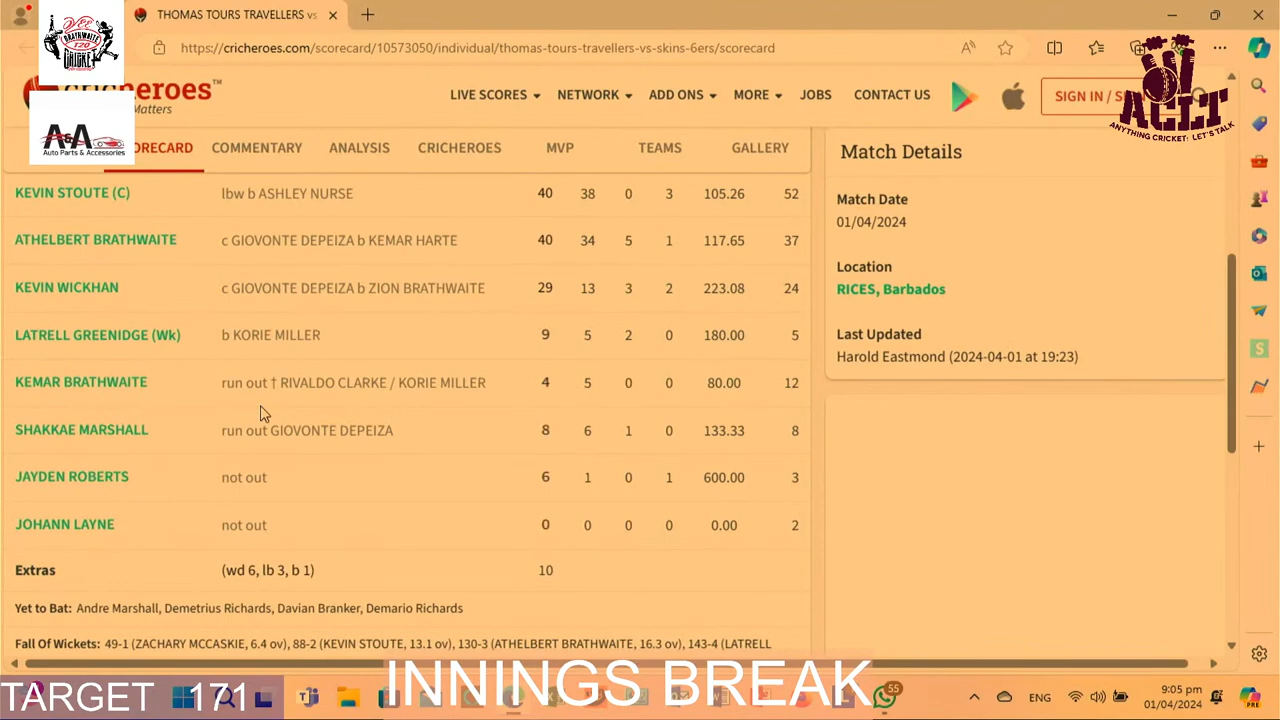 THOMAS TOURS TRAVELLERS vs
https://cricheroes.com/scorecard/10573050/individual/thomas-tours-travellers-vs-skins-6ers/scorecard
BRATHWAITE
T20
CRICKET
cricheroes™
Matters
LIVE SCORES NETWORK ADD ONS MORE JOBS CONTACT US SIGN IN / S
ACLT
ANYTHING CRICKET: LET'S TALK
A&A
Auto Parts & Accessories
ORECARD COMMENTARY ANALYSIS CRICHEROES MVP TEAMS GALLERY
KEVIN STOUTE (C) lbw b ASHLEY NURSE 40 38 0 3 105.26 52
ATHELBERT BRATHWAITE c GIOVONTE DEPEIZA b KEMAR HARTE 40 34 5 1 117.65 37
KEVIN WICKHAN c GIOVONTE DEPEIZA b ZION BRATHWAITE 29 13 3 2 223.08 24
LATRELL GREENIDGE (Wk) b KORIE MILLER 9 5 2 0 180.00 5
KEMAR BRATHWAITE run out † RIVALDO CLARKE / KORIE MILLER 4 5 0 0 80.00 12
SHAKKAE MARSHALL run out GIOVONTE DEPEIZA 8 6 1 0 133.33 8
JAYDEN ROBERTS not out 6 1 0 1 600.00 3
JOHANN LAYNE not out 0 0 0 0 0.00 2
Extras (wd 6, lb 3, b 1) 10
Yet to Bat: Andre Marshall, Demetrius Richards, Davian Branker, Demario Richards
Fall Of Wickets: 49-1 (ZACHARY MCCASKIE, 6.4 ov), 88-2 (KEVIN STOUTE, 13.1 ov), 130-3 (ATHELBERT BRATHWAITE, 16.3 ov), 143-4 (LATRELL
Match Details
Match Date
01/04/2024
Location
RICES, Barbados
Last Updated
Harold Eastmond (2024-04-01 at 19:23)
TARGET 171
INNINGS BREAK
55
ENG
9:05 pm
01/04/2024
PRE